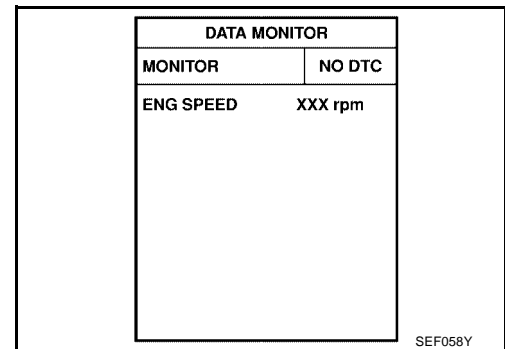 DATA MONITOR
MONITOR NO DTC
ENG SPEED XXX rpm
SEF058Y